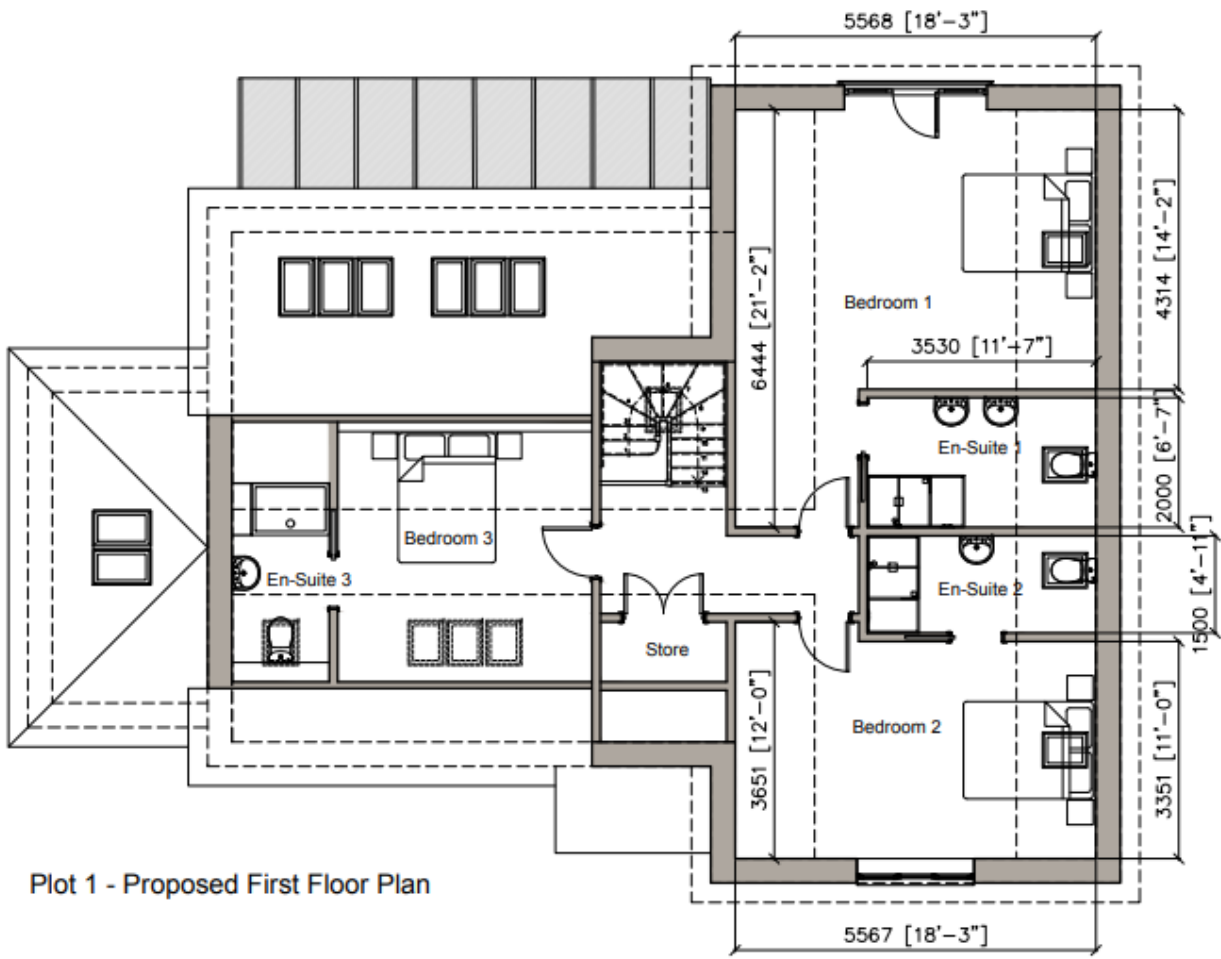 5568 [18'-3"]
4314 [14'-2"]
Bedroom 1
6444 [21'-2"]
3530 [11'-7"]
En-Suite 1
2000 [6'-7"]
Bedroom 3
En-Suite 3
En-Suite 2
1500 [4'-11"]
Store
Bedroom 2
3651 [12'-0"]
3351 [11'-0"]
Plot 1 - Proposed First Floor Plan
5567 [18'-3"]